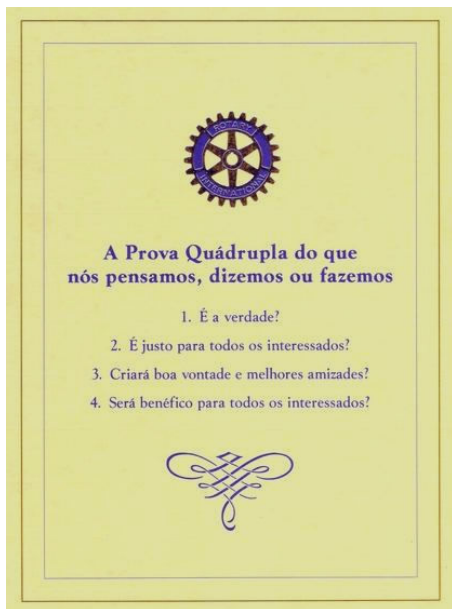 ROTARY
INTERNATIONAL
A Prova Quádrupla do que
nós pensamos, dizemos ou fazemos
1. É a verdade?
2. É justo para todos os interessados?
3. Criará boa vontade e melhores amizades?
4. Será benéfico para todos os interessados?